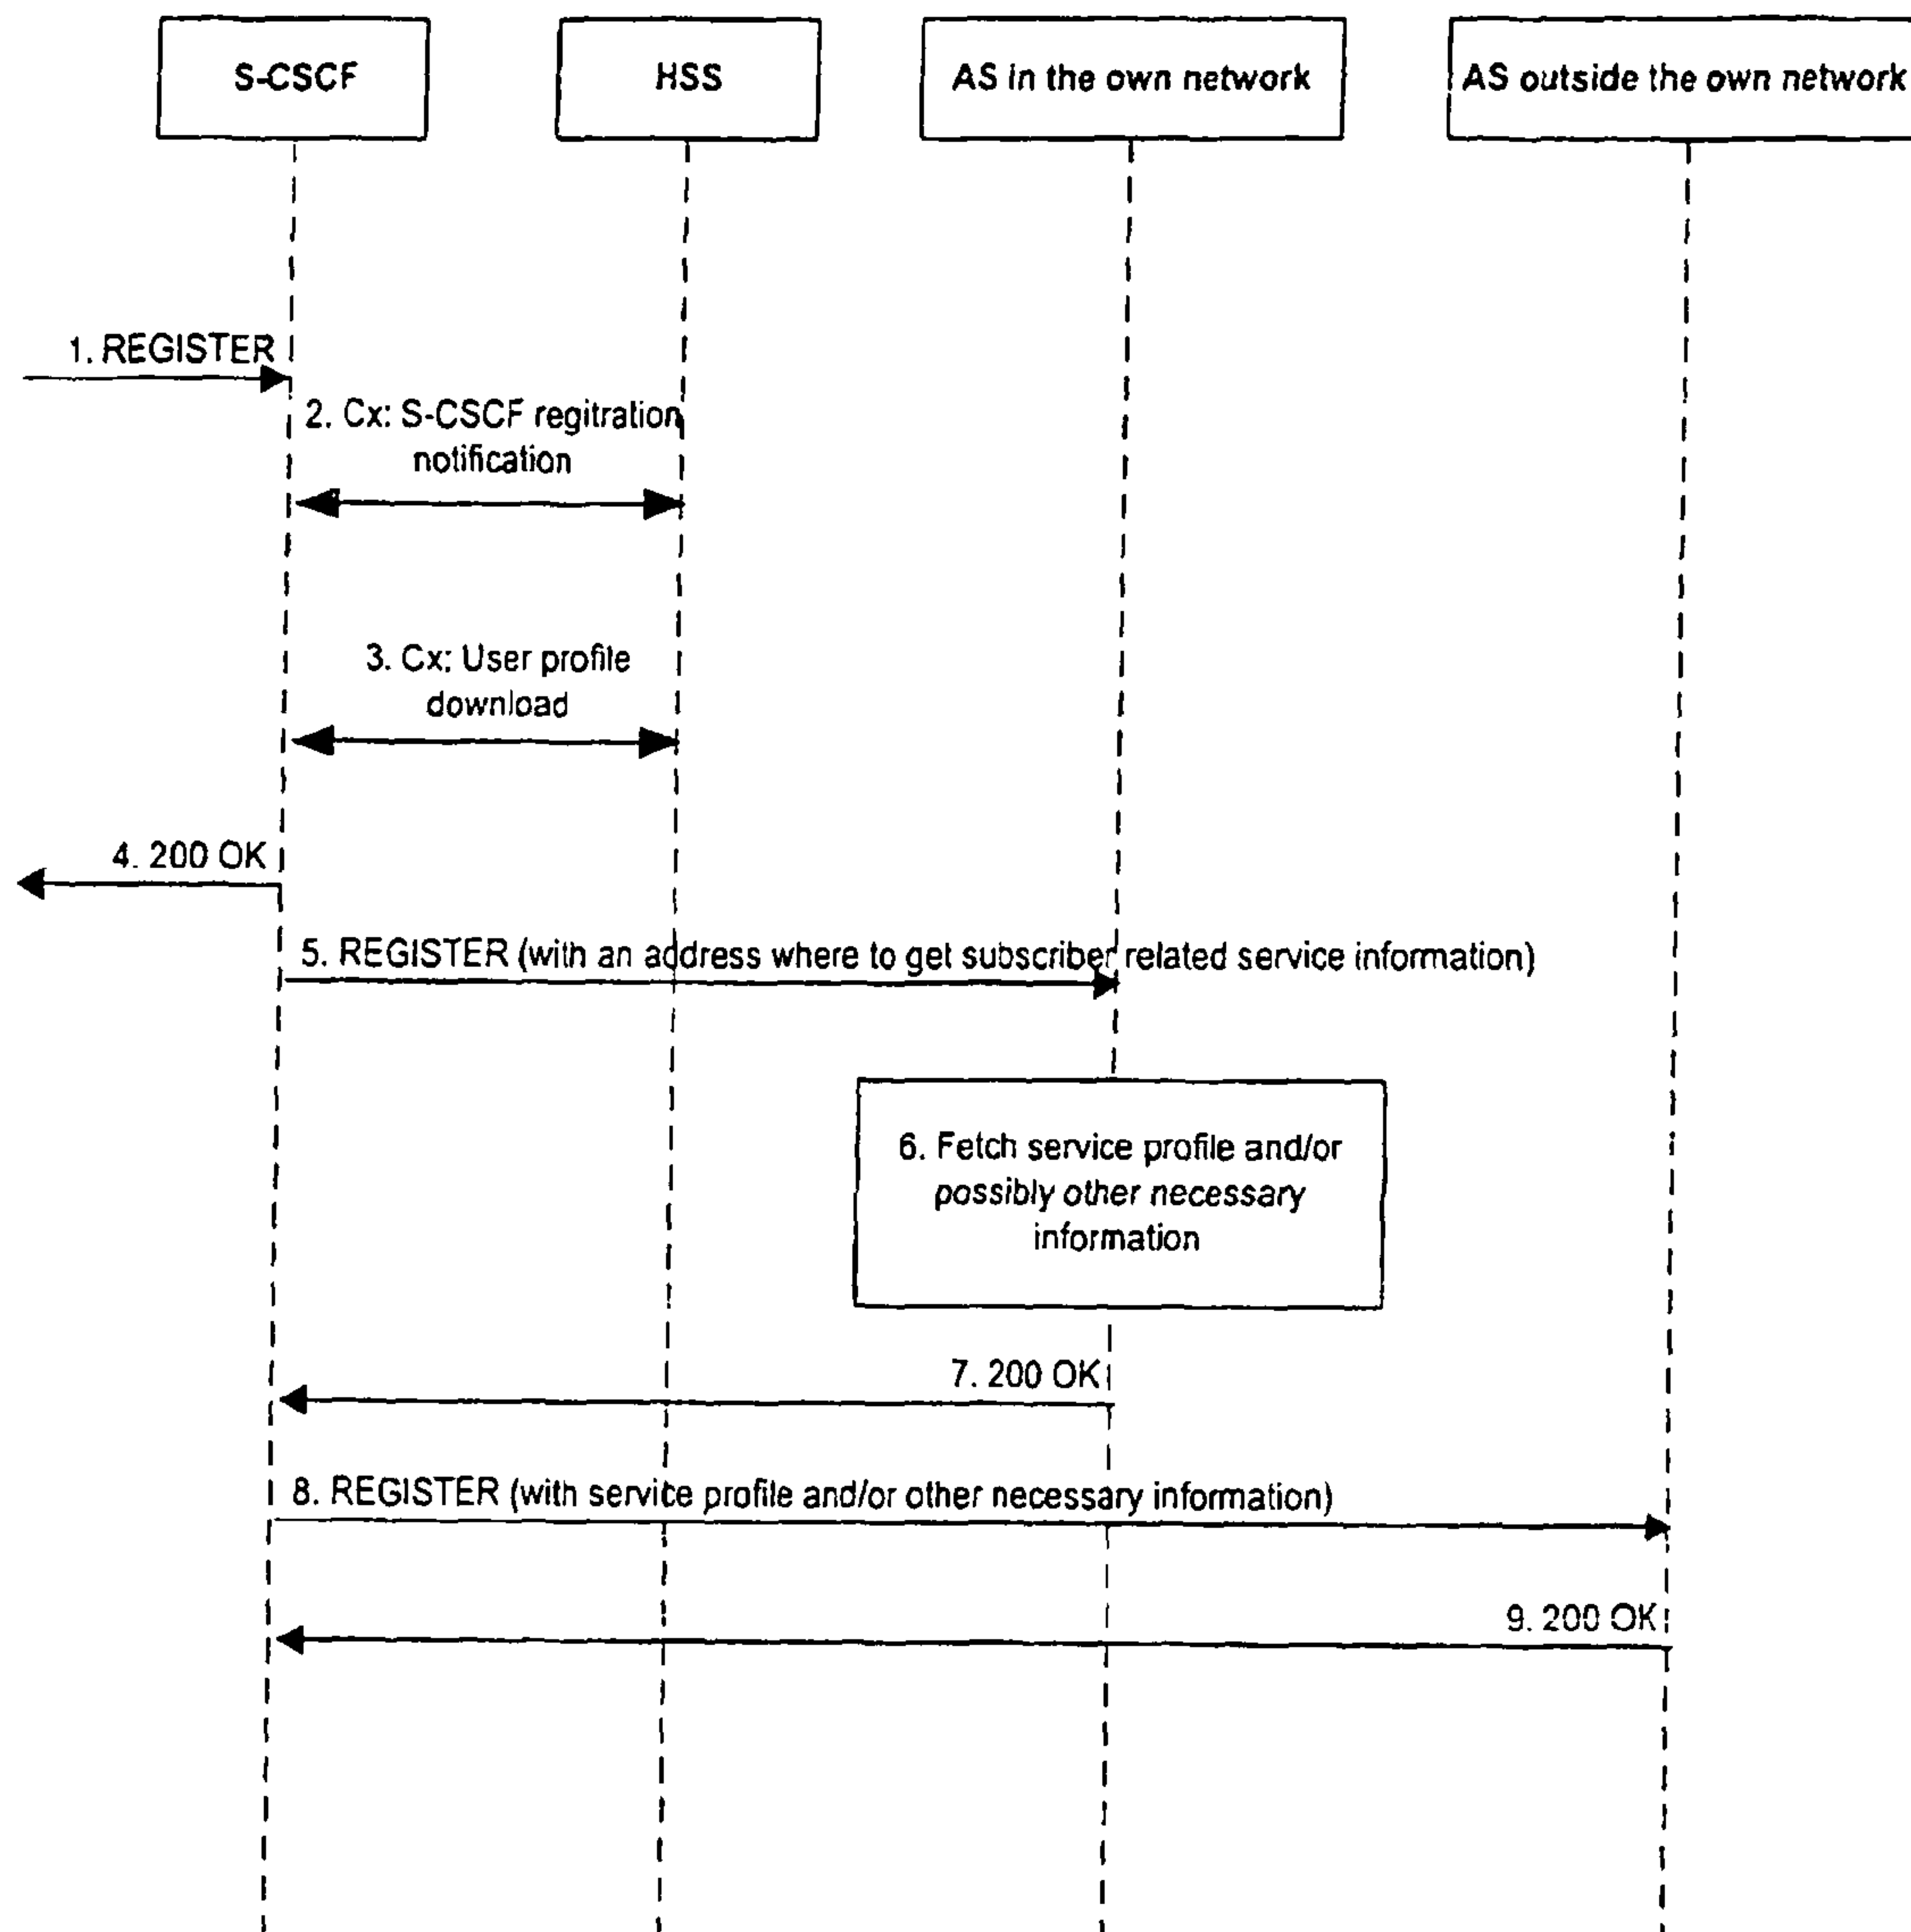 S-CSCF
HSS
AS in the own network
AS outside the own network
1. REGISTER
2. Cx: S-CSCF regitration
notification
3. Cx: User profile
download
4. 200 OK
5. REGISTER (with an address where to get subscriber related service information)
6. Fetch service profile and/or
possibly other necessary
information
7. 200 OK
8. REGISTER (with service profile and/or other necessary information)
9. 200 OK